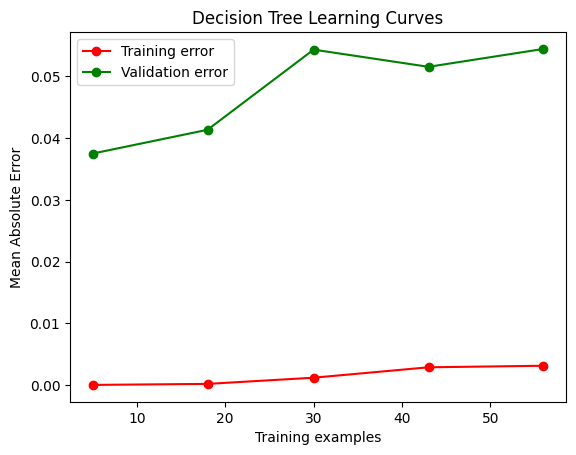 Decision Tree Learning Curves
Training error
Validation error
Mean Absolute Error
0.05
0.04
0.03
0.02
0.01
0.00
10 20 30 40 50
Training examples